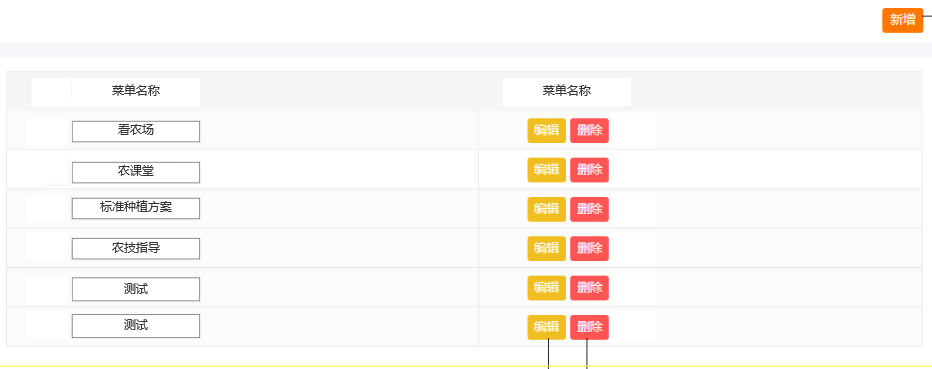 新增
菜单名称 菜单名称
看农场 编辑 删除
农课堂 编辑 删除
标准种植方案 编辑 删除
农技指导 编辑 删除
测试 编辑 删除
测试 编辑 删除